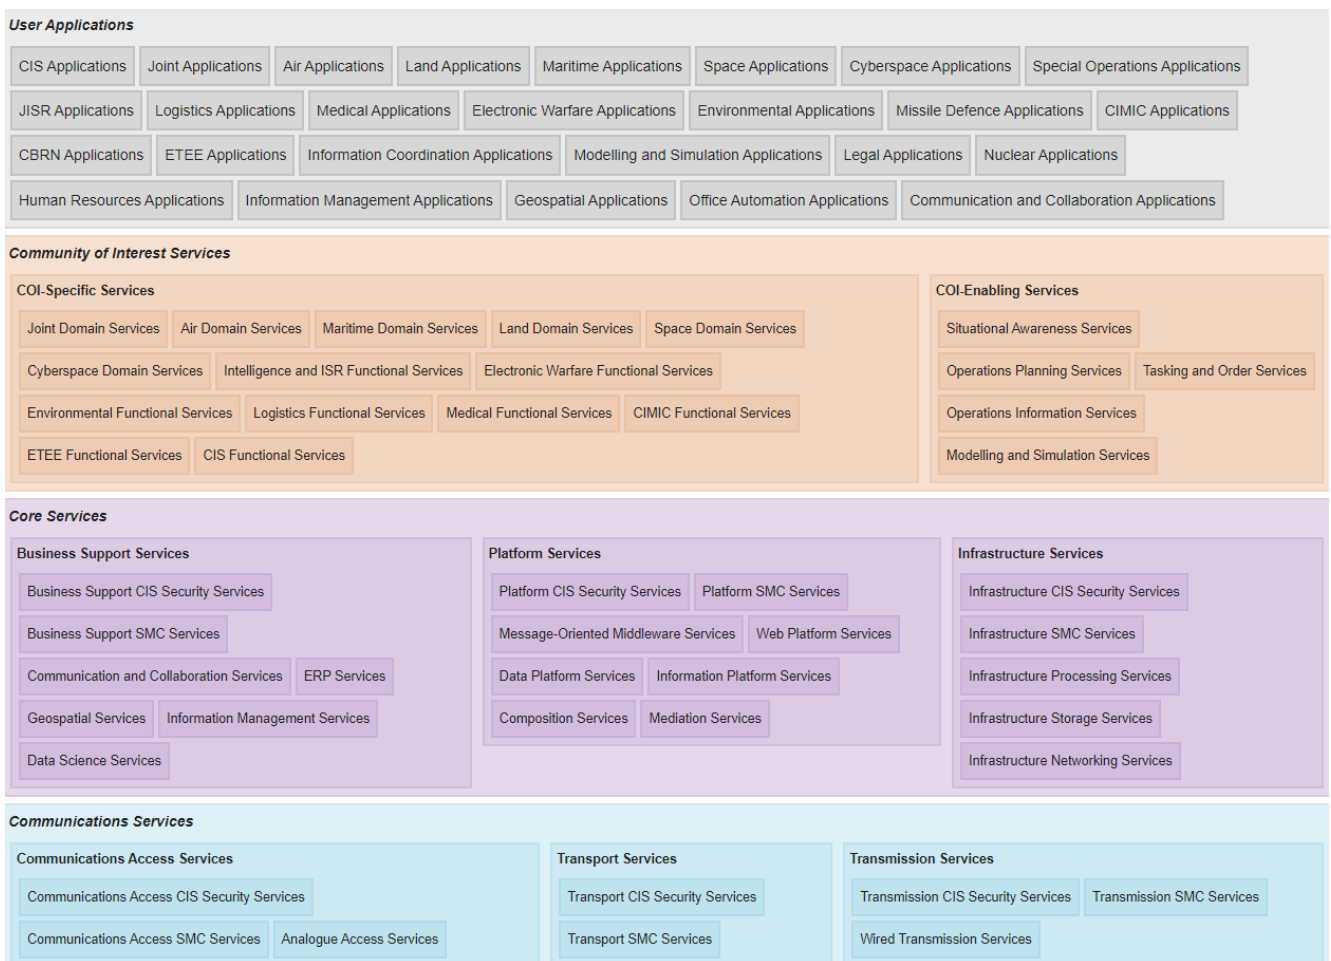 User Applications
CIS Applications Joint Applications Air Applications Land Applications Maritime Applications Space Applications Cyberspace Applications Special Operations Applications
JISR Applications Logistics Applications Medical Applications Electronic Warfare Applications Environmental Applications Missile Defence Applications CIMIC Applications
CBRN Applications ETEE Applications Information Coordination Applications Modelling and Simulation Applications Legal Applications Nuclear Applications
Human Resources Applications Information Management Applications Geospatial Applications Office Automation Applications Communication and Collaboration Applications
Community of Interest Services
COI-Specific Services
Joint Domain Services Air Domain Services Maritime Domain Services Land Domain Services Space Domain Services
Cyberspace Domain Services Intelligence and ISR Functional Services Electronic Warfare Functional Services
Environmental Functional Services Logistics Functional Services Medical Functional Services CIMIC Functional Services
ETEE Functional Services CIS Functional Services
COI-Enabling Services
Situational Awareness Services
Operations Planning Services Tasking and Order Services
Operations Information Services
Modelling and Simulation Services
Core Services
Business Support Services
Business Support CIS Security Services
Business Support SMC Services
Communication and Collaboration Services ERP Services
Geospatial Services Information Management Services
Data Science Services
Platform Services
Platform CIS Security Services Platform SMC Services
Message-Oriented Middleware Services Web Platform Services
Data Platform Services Information Platform Services
Composition Services Mediation Services
Infrastructure Services
Infrastructure CIS Security Services
Infrastructure SMC Services
Infrastructure Processing Services
Infrastructure Storage Services
Infrastructure Networking Services
Communications Services
Communications Access Services
Communications Access CIS Security Services
Communications Access SMC Services Analogue Access Services
Transport Services
Transport CIS Security Services
Transport SMC Services
Transmission Services
Transmission CIS Security Services Transmission SMC Services
Wired Transmission Services